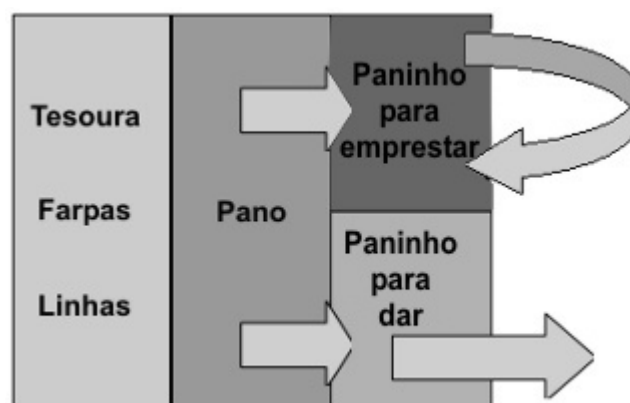 Tesoura
Farpas
Linhas
Pano
Paninho
para
emprestar
Paninho
para
dar